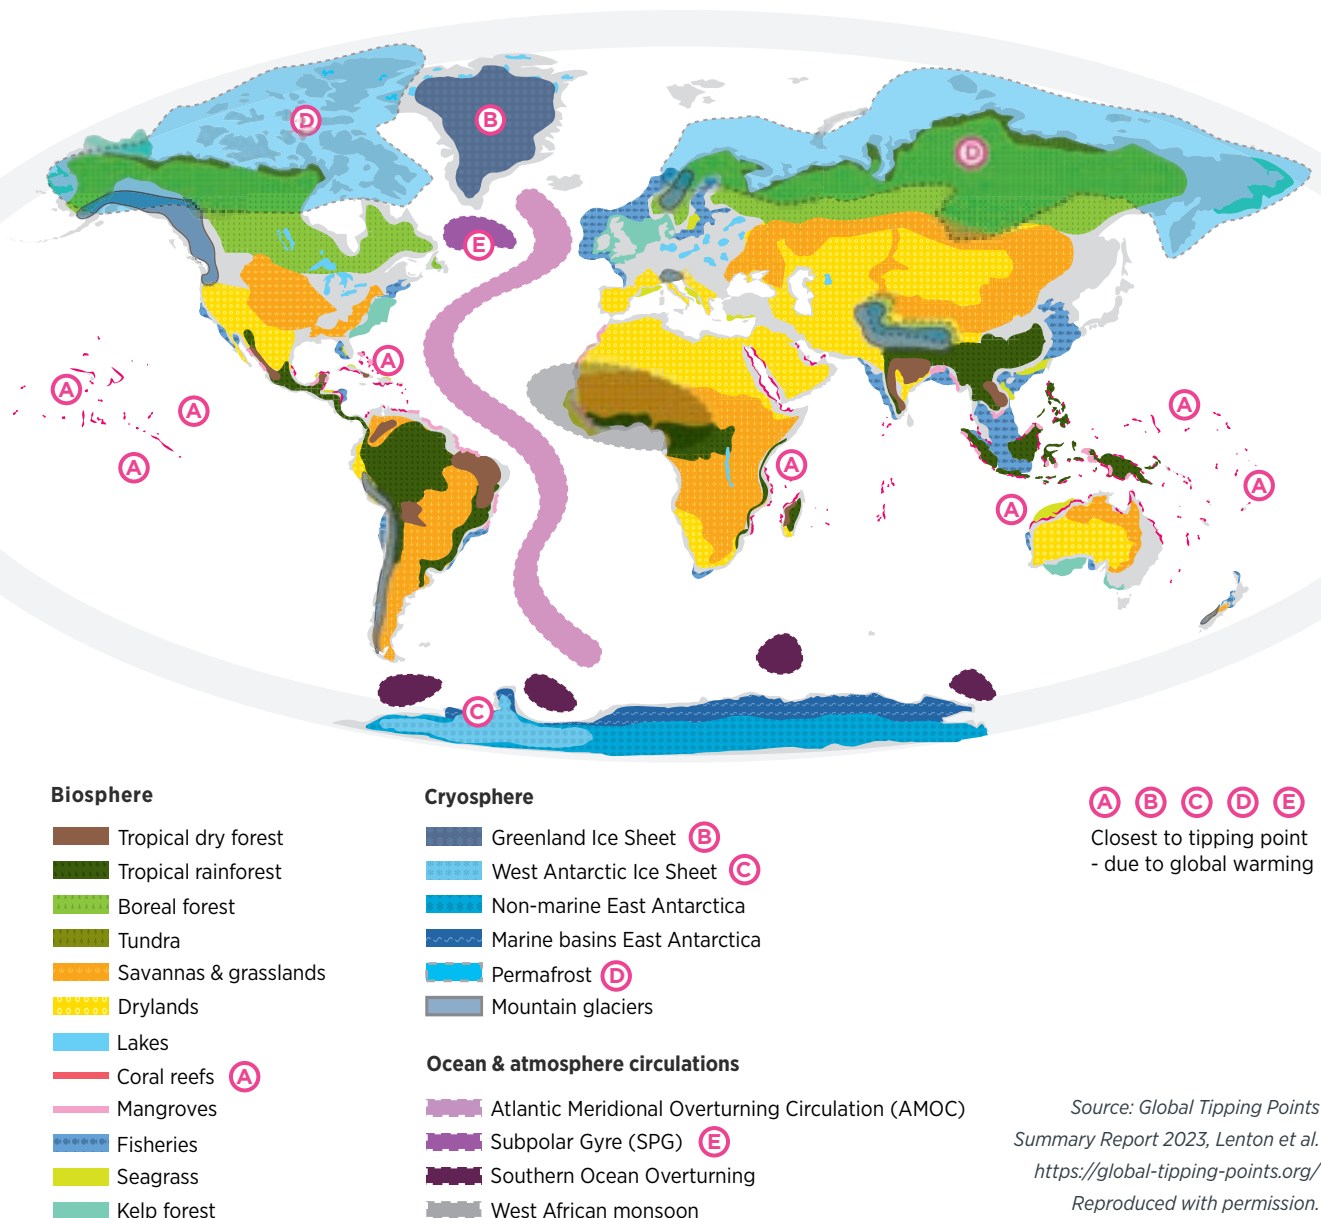 D
B
D
E
A
A
A
A
A
A
A
A
A
C
Biosphere
Tropical dry forest
Tropical rainforest
Boreal forest
Tundra
Savannas & grasslands
Drylands
Lakes
Coral reefs A
Mangroves
Fisheries
Seagrass
Kelp forest
Cryosphere
Greenland Ice Sheet B
West Antarctic Ice Sheet C
Non-marine East Antarctica
Marine basins East Antarctica
Permafrost D
Mountain glaciers
Ocean & atmosphere circulations
Atlantic Meridional Overturning Circulation (AMOC)
Subpolar Gyre (SPG) E
Southern Ocean Overturning
West African monsoon
A B C D E
Closest to tipping point
- due to global warming
Source: Global Tipping Points
Summary Report 2023, Lenton et al.
https://global-tipping-points.org/
Reproduced with permission.